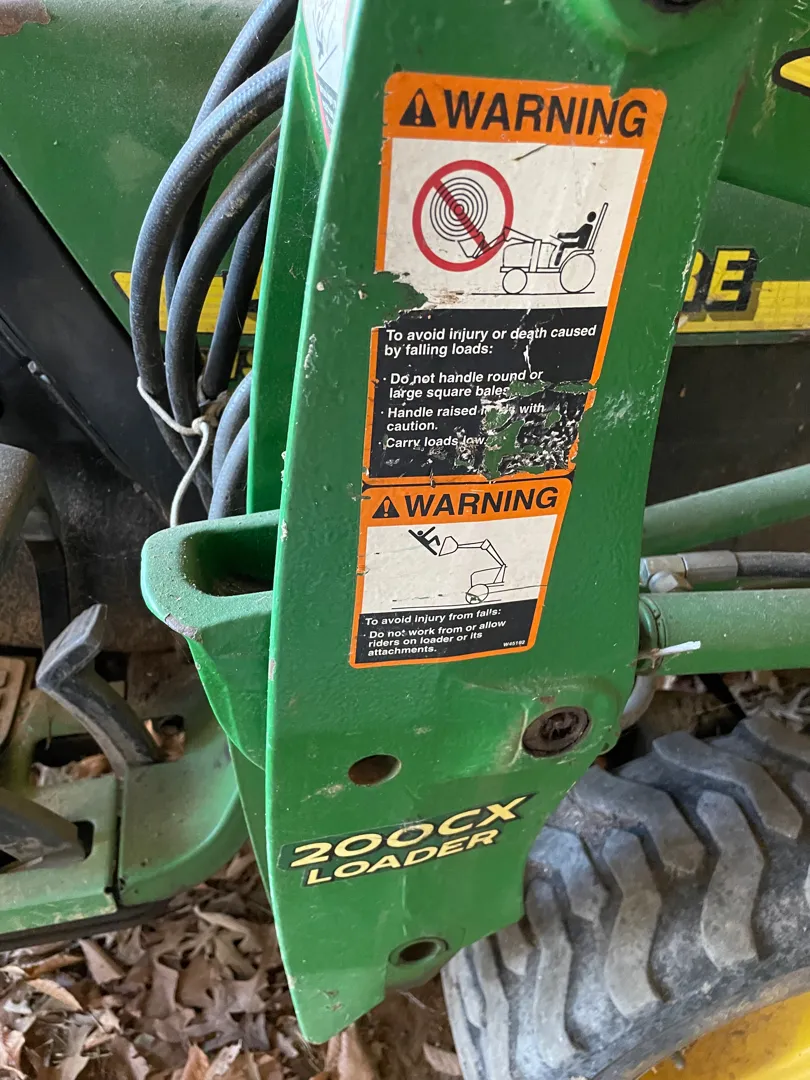 WARNING
To avoid injury or death caused
by falling loads:
· Do not handle round or
large square bales
· Handle raised with
caution.
· Carry loads low
WARNING
To avoid injury from falls:
· Do not work from or allow
riders on loader or its
attachments.
W45182
200CX
LOADER
RE